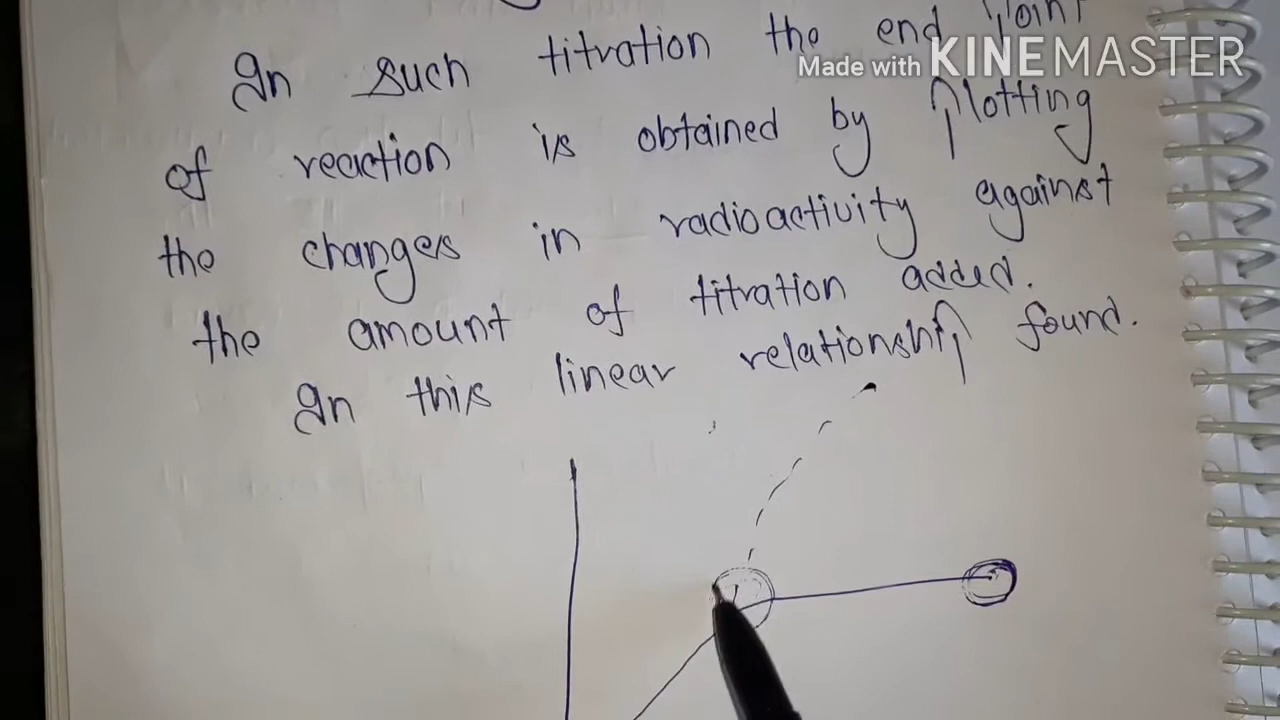 In such titration the end point
Made with KINEMASTER
of reaction is obtained by plotting
the changes in radioactivity against
the amount of titration added.
In this linear relationship found.